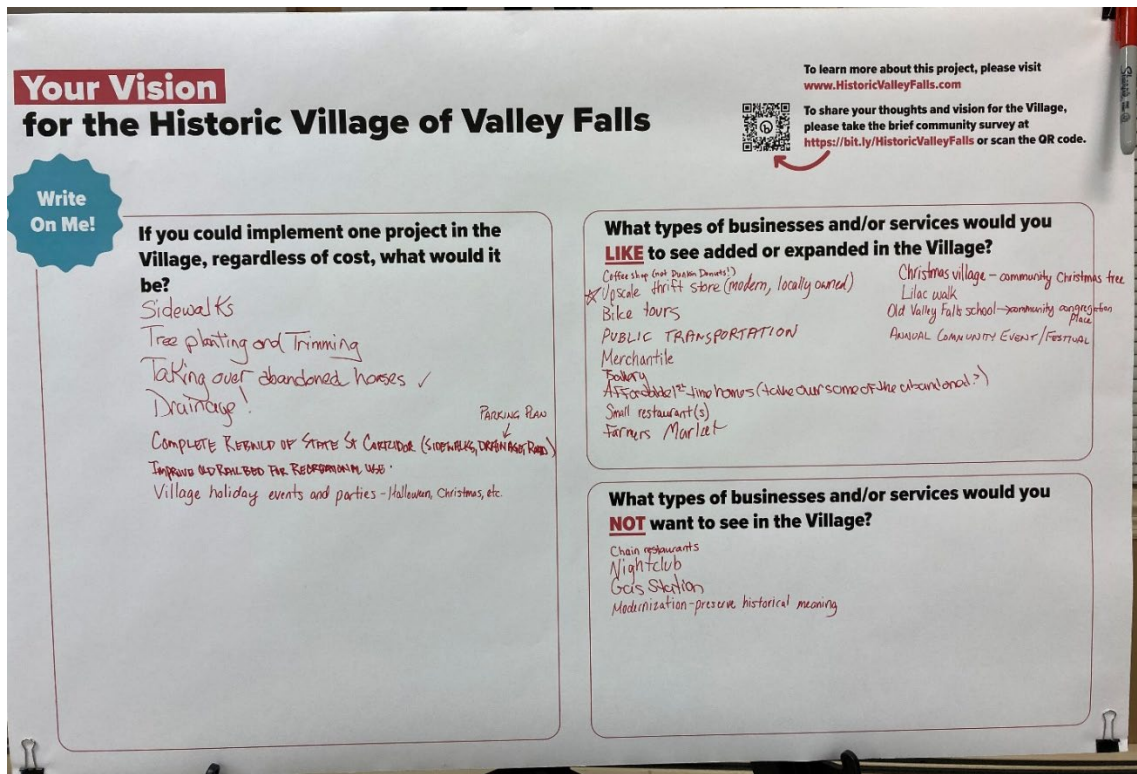 Your Vision
for the Historic Village of Valley Falls
To learn more about this project, please visit
www.HistoricValleyFalls.com
To share your thoughts and vision for the Village,
please take the brief community survey at
https://bit.ly/HistoricValleyFalls or scan the QR code.
Write
On Me!
If you could implement one project in the
Village, regardless of cost, what would it
be?
Sidewalks
Tree planting and Trimming
Taking over abandoned homes ✓
Drainage!
PARKING PLAN
COMPLETE REBUILD OF STATE ST CORRIDOR (SIDEWALKS, DRAINAGE, ROAD)
IMPROVE OLD RAIL BED FOR RECREATIONAL USE.
Village holiday events and parties - Halloween, Christmas, etc.
What types of businesses and/or services would you
LIKE to see added or expanded in the Village?
Coffee shop (not Dunkin Donuts!)
Upscale thrift store (modern, locally owned)
Bike tours
PUBLIC TRANSPORTATION
Merchantile
Bakery
Affordable 1st time homes (take over some of the abandoned?)
Small restaurant(s)
Farmers Market
Christmas village - community Christmas tree
Lilac walk
Old Valley Falls school → community congregation
place
ANNUAL COMMUNITY EVENT/FESTIVAL
What types of businesses and/or services would you
NOT want to see in the Village?
Chain restaurants
Nightclub
Gas Station
Modernization - preserve historical meaning
Sharpie